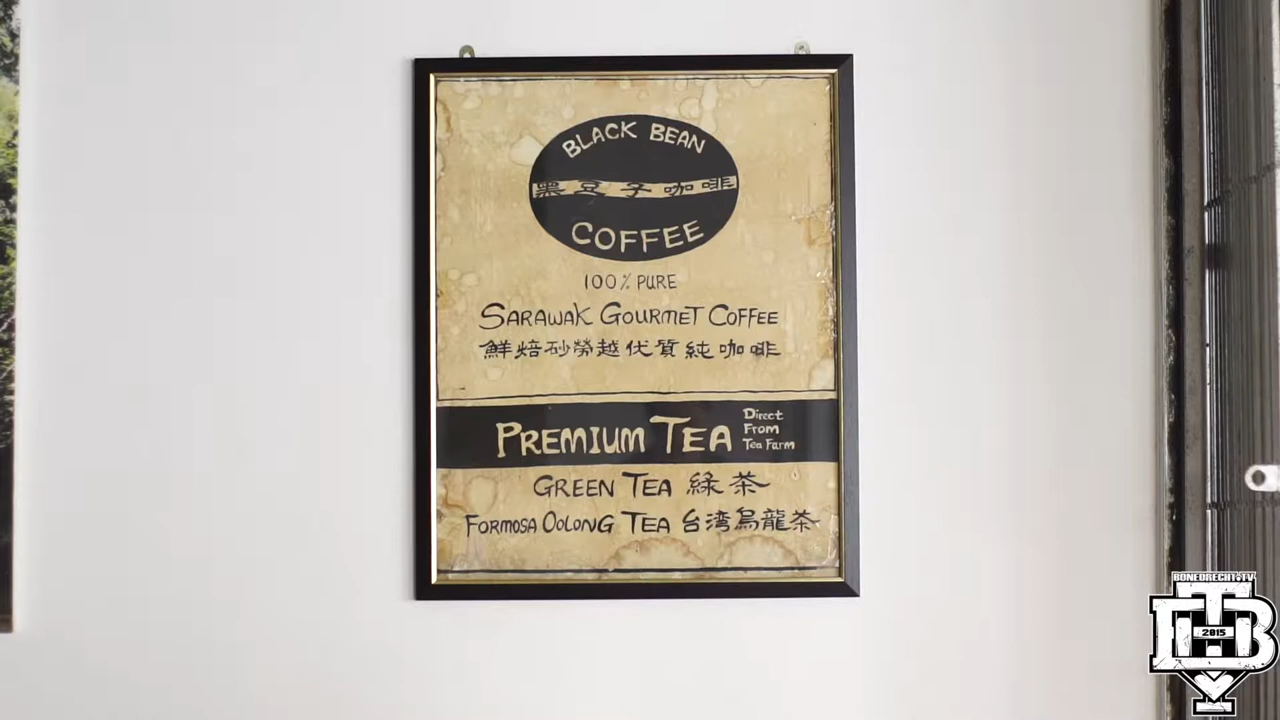 BLACK BEAN
黑豆子咖啡
COFFEE
100% PURE
SARAWAK GOURMET COFFEE
鮮焙砂勞越优質純咖啡
PREMIUM TEA
Direct
From
Tea Farm
GREEN TEA 綠茶
FORMOSA OOLONG TEA 台湾烏龍茶
BONEDRECHT.TV
2015